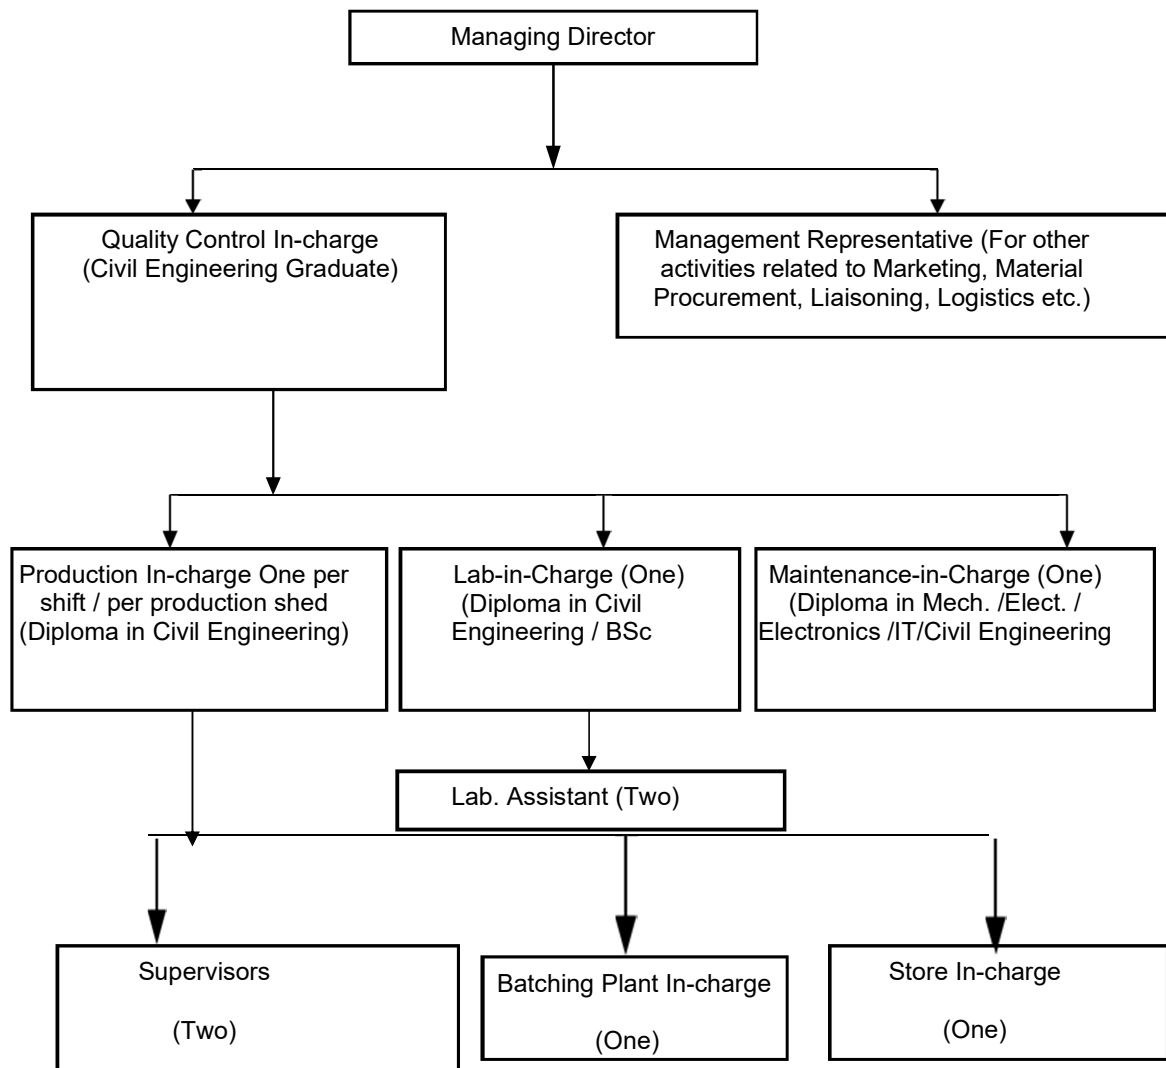 Managing Director
Quality Control In-charge
(Civil Engineering Graduate)
Management Representative (For other
activities related to Marketing, Material
Procurement, Liaisoning, Logistics etc.)
Production In-charge One per
shift / per production shed
(Diploma in Civil Engineering)
Lab-in-Charge (One)
(Diploma in Civil
Engineering / BSc
Maintenance-in-Charge (One)
(Diploma in Mech. /Elect. /
Electronics /IT/Civil Engineering
Lab. Assistant (Two)
Supervisors
(Two)
Batching Plant In-charge
(One)
Store In-charge
(One)